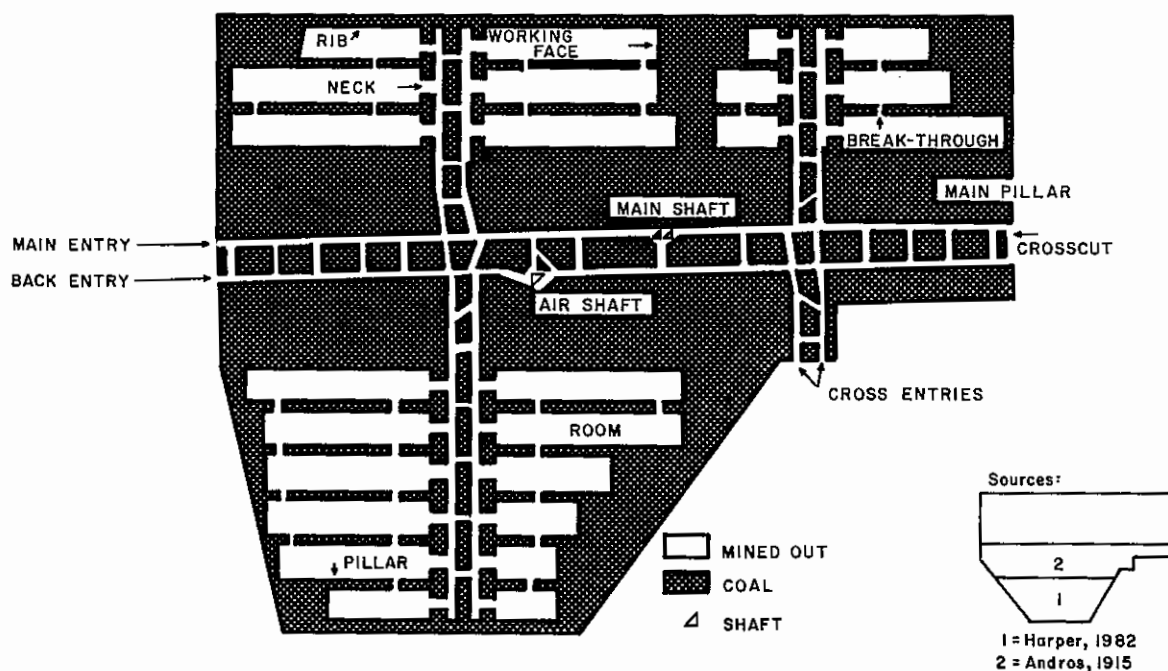 RIB
WORKING
FACE
NECK
BREAK-THROUGH
MAIN PILLAR
MAIN SHAFT
MAIN ENTRY
CROSSCUT
BACK ENTRY
AIR SHAFT
CROSS ENTRIES
ROOM
PILLAR
MINED OUT
COAL
SHAFT
Sources:
2
1
1 = Harper, 1982
2 = Andros, 1915